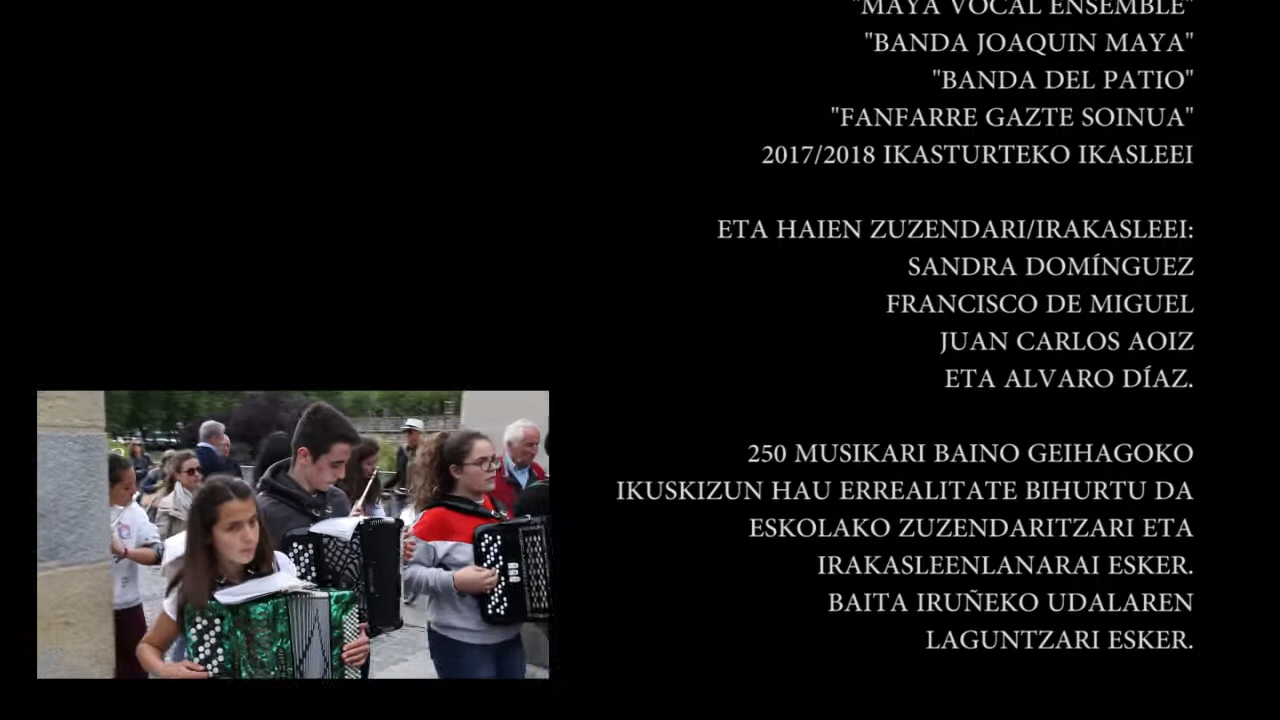 "MAYA VOCAL ENSEMBLE"
"BANDA JOAQUIN MAYA"
"BANDA DEL PATIO"
"FANFARRE GAZTE SOINUA"
2017/2018 IKASTURTEKO IKASLEEI
ETA HAIEN ZUZENDARI/IRAKASLEEI:
SANDRA DOMÍNGUEZ
FRANCISCO DE MIGUEL
JUAN CARLOS AOIZ
ETA ALVARO DÍAZ.
250 MUSIKARI BAINO GEIHAGOKO
IKUSKIZUN HAU ERREALITATE BIHURTU DA
ESKOLAKO ZUZENDARITZARI ETA
IRAKASLEENLANARAI ESKER.
BAITA IRUÑEKO UDALAREN
LAGUNTZARI ESKER.